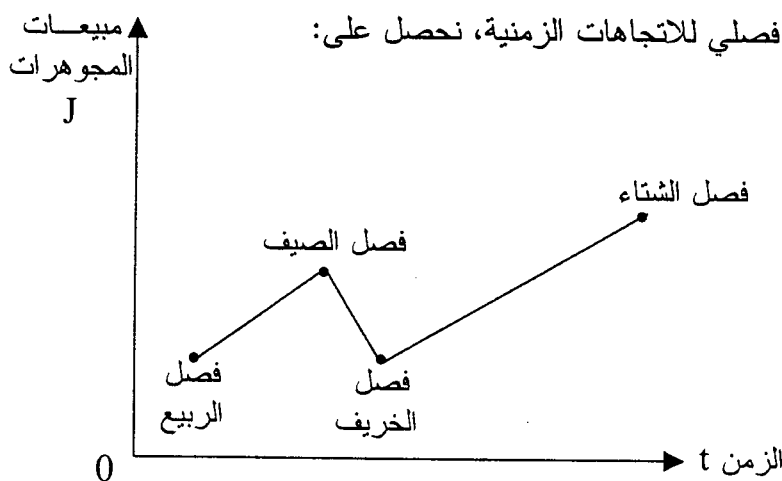 فصلي للاتجاهات الزمنية، نحصل على:
مبيعـــات
المجوهرات
J
فصل الشتاء
فصل الصيف
فصل
الربيع
فصل
الخريف
0
الزمن t